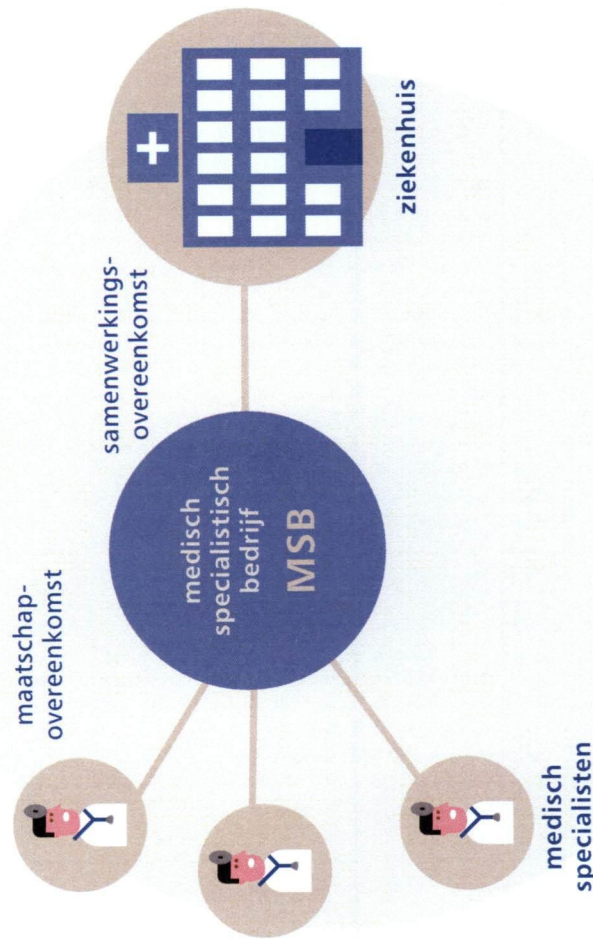 maatschap-
overeenkomst
samenwerkings-
overeenkomst
medisch
specialistisch
bedrijf
MSB
medisch
specialisten
ziekenhuis